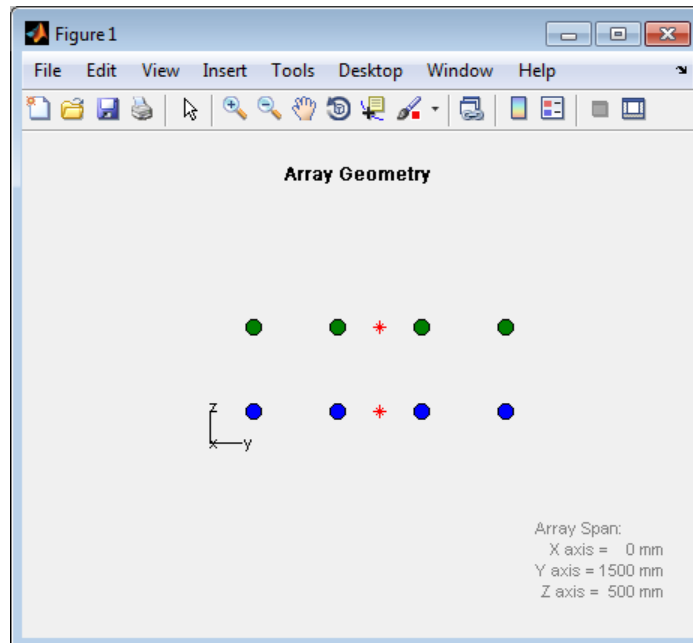 Figure 1
File Edit View Insert Tools Desktop Window Help
Array Geometry
z
x y
Array Span:
X axis = 0 mm
Y axis = 1500 mm
Z axis = 500 mm